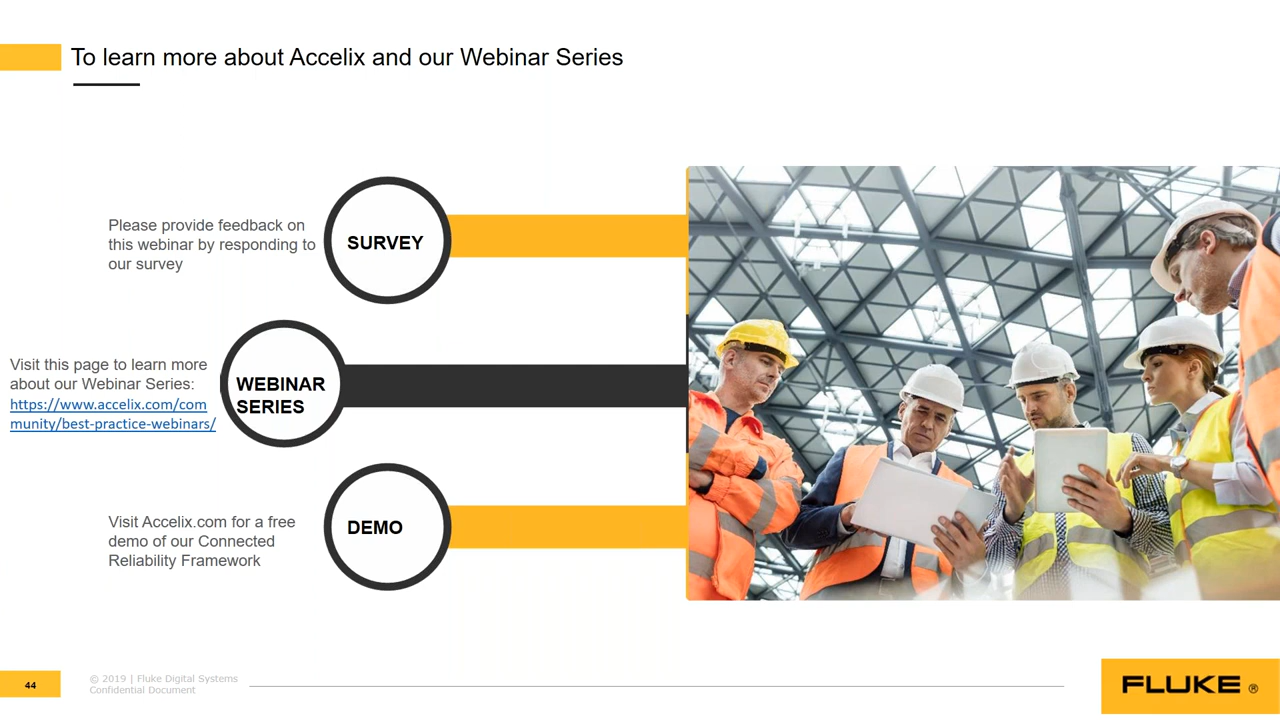 To learn more about Accelix and our Webinar Series
Please provide feedback on
this webinar by responding to
our survey
SURVEY
Visit this page to learn more
about our Webinar Series:
https://www.accelix.com/com
munity/best-practice-webinars/
WEBINAR
SERIES
Visit Accelix.com for a free
demo of our Connected
Reliability Framework
DEMO
44
© 2019 | Fluke Digital Systems
Confidential Document
FLUKE ®